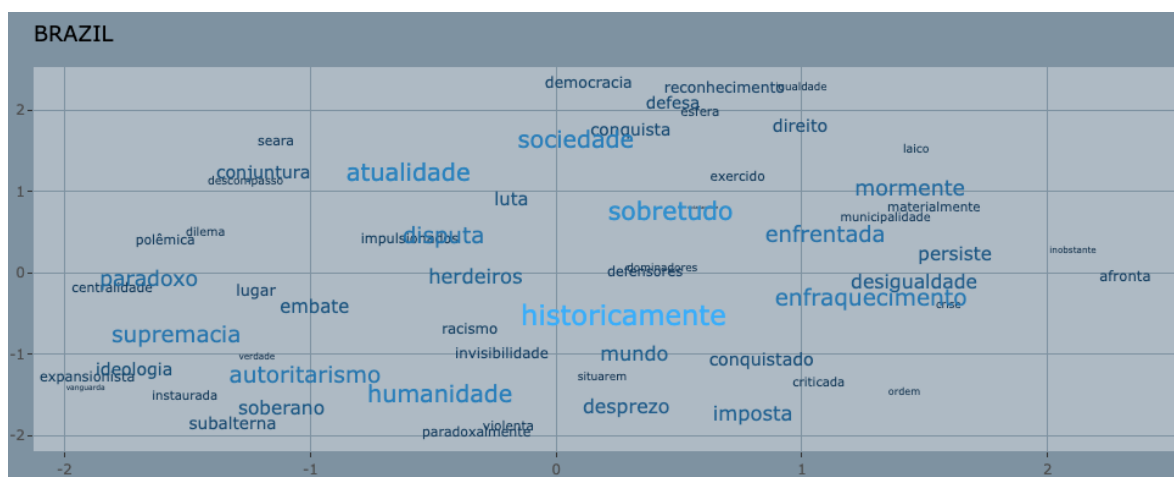 BRAZIL
democracia
reconhecimento igualdade
2 defesa
esfera
conquista direito
sociedade
seara
laico
conjuntura atualidade
descompasso
exercido
1 mormente
luta
materialmente
sobretudo
municipalidade
dilema
polêmica impulsionados disputa enfrentada
inobstante
persiste
0 paradoxo herdeiros defensores dominadores afronta
centralidade desigualdade
lugar
enfraquecimento
embate crise
historicamente
racismo
supremacia
-1 verdade invisibilidade mundo conquistado
ideologia
expansionista autoritarismo situarem
criticada
vanguarda
instaurada humanidade ordem
soberano desprezo imposta
subalterna
violenta
-2 paradoxalmente
-2 -1 0 1 2